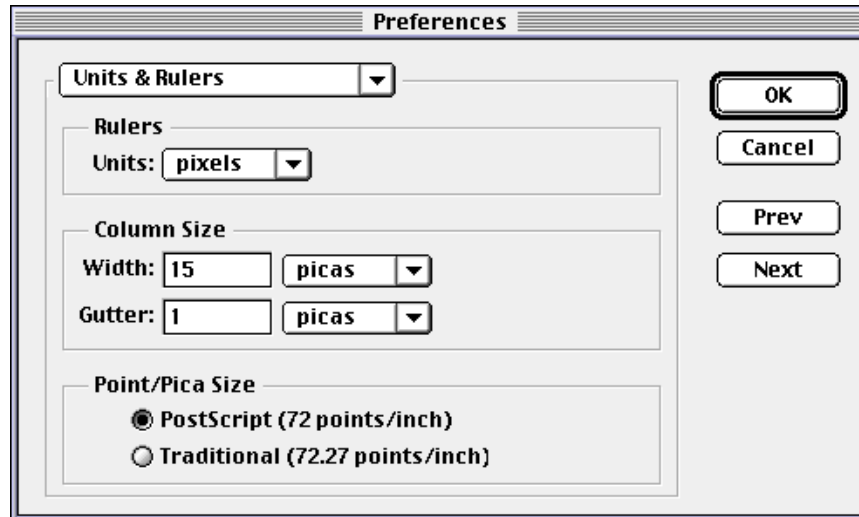 Preferences
Units & Rulers
OK
Rulers
Units: pixels
Cancel
Column Size
Prev
Width: 15 picas
Next
Gutter: 1 picas
Point/Pica Size
PostScript (72 points/inch)
Traditional (72.27 points/inch)